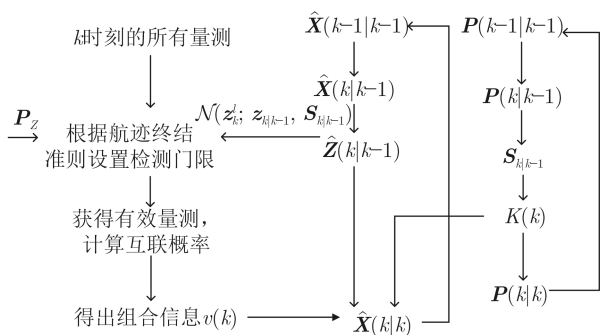 k时刻的所有量测
X̂(k−1|k−1)
P(k−1|k−1)
X̂(k|k−1)
P(k|k−1)
P_Z
N(z_k^l; z_{k|k−1}, S_{k|k−1})
根据航迹终结
准则设置检测门限
Ẑ(k|k−1)
S_{k|k−1}
获得有效量测，
计算互联概率
K(k)
P(k|k)
得出组合信息v(k)
X̂(k|k)